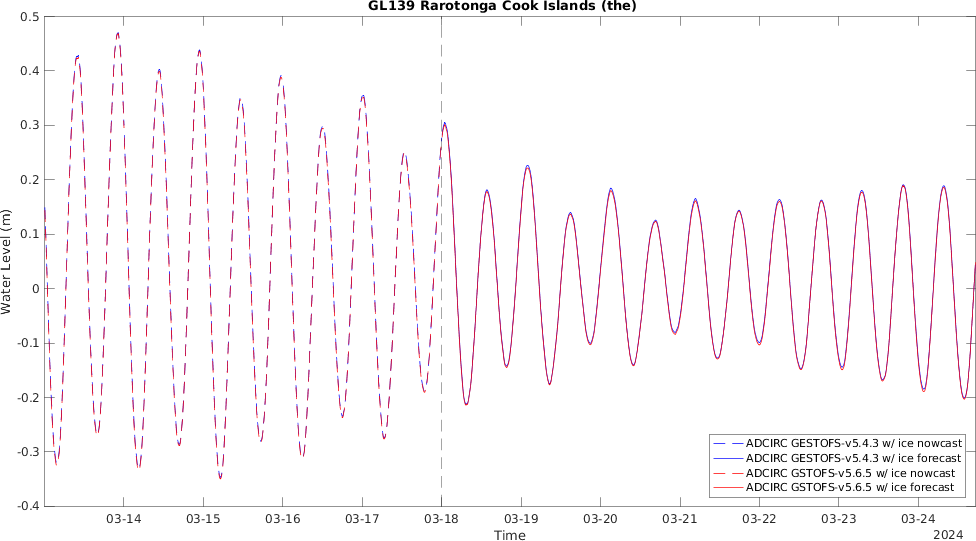 GL139 Rarotonga Cook Islands (the)
0.5
0.4
0.3
0.2
0.1
0
-0.1
-0.2
-0.3
-0.4
Water Level (m)
ADCIRC GESTOFS-v5.4.3 w/ ice nowcast
ADCIRC GESTOFS-v5.4.3 w/ ice forecast
ADCIRC GSTOFS-v5.6.5 w/ ice nowcast
ADCIRC GSTOFS-v5.6.5 w/ ice forecast
03-14 03-15 03-16 03-17 03-18 03-19 03-20 03-21 03-22 03-23 03-24
Time
2024